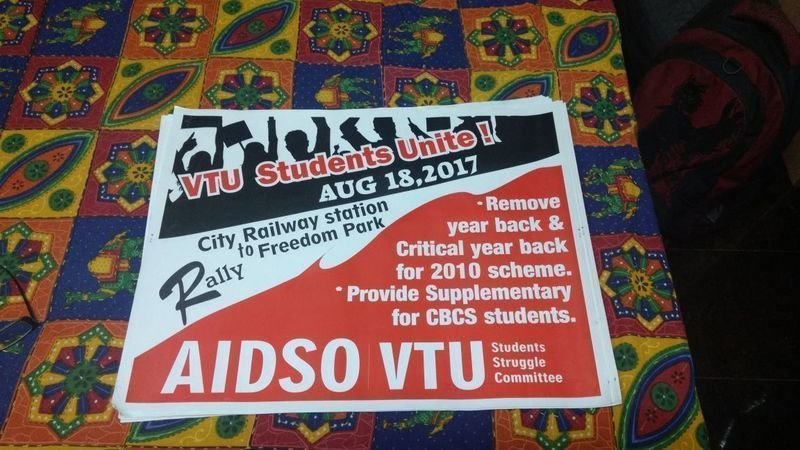 VTU Students Unite !
AUG 18,2017
City Railway station
to Freedom Park
Rally
• Remove
year back &
Critical year back
for 2010 scheme.
• Provide Supplementary
for CBCS students.
AIDSO VTU
Students
Struggle
Committee